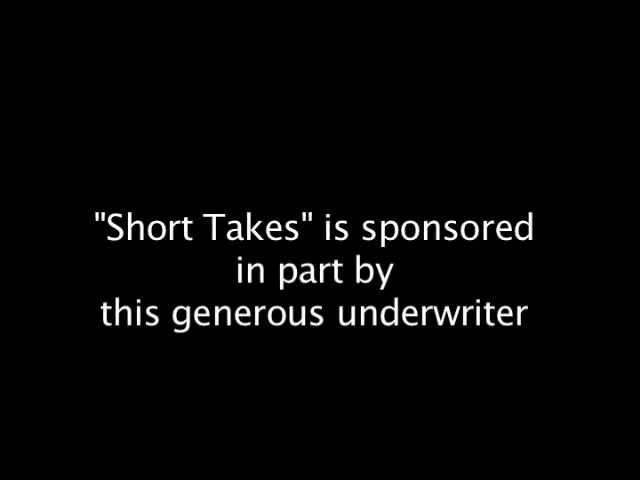 "Short Takes" is sponsored
in part by
this generous underwriter